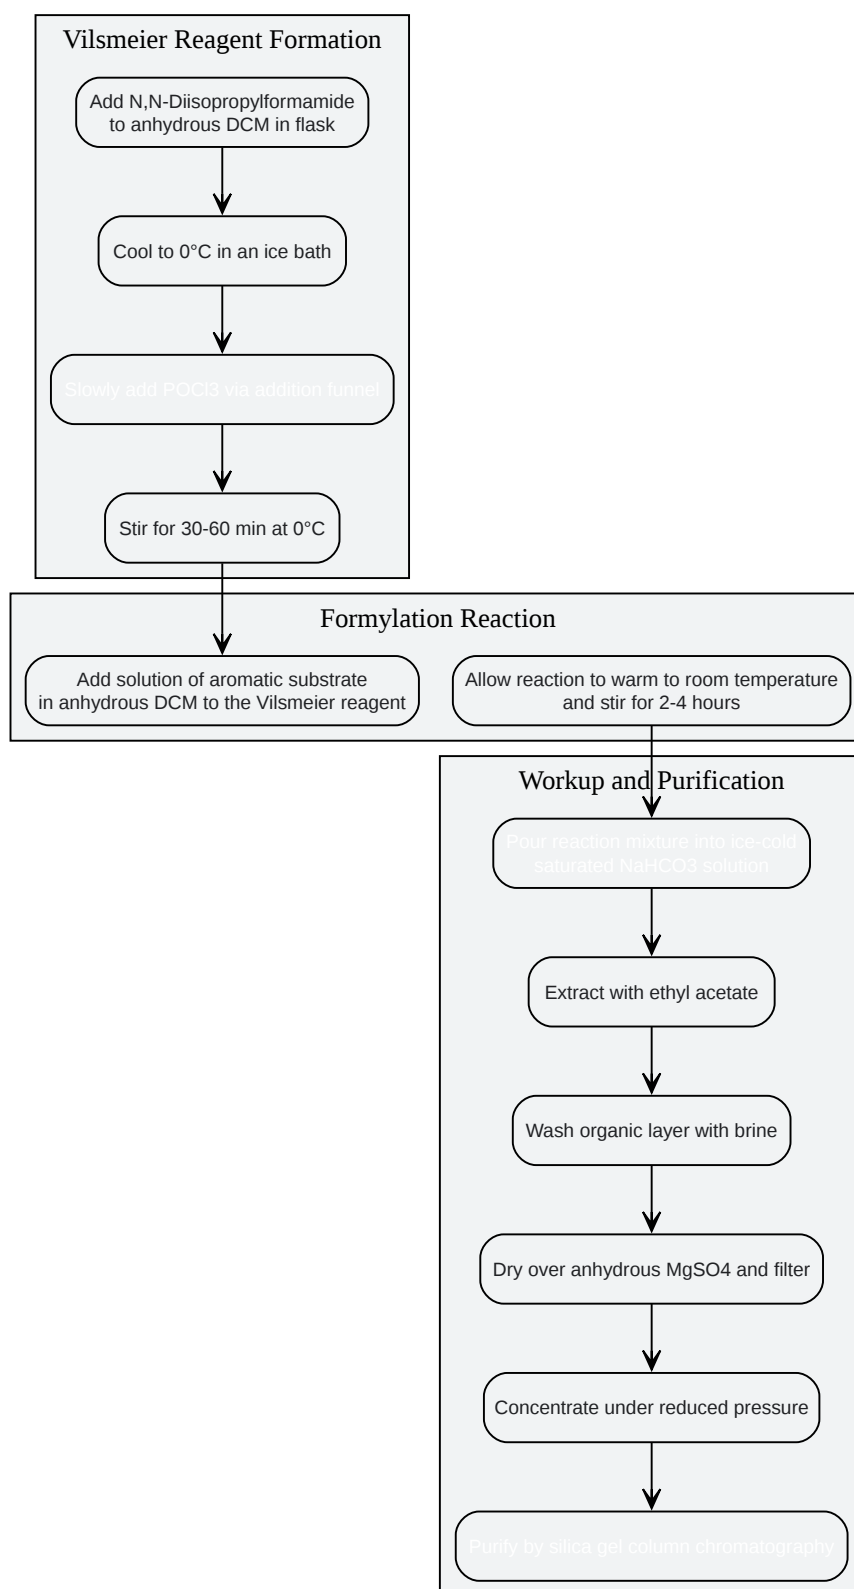 Vilsmeier Reagent Formation
Add N,N-Diisopropylformamide
to anhydrous DCM in flask
Cool to 0°C in an ice bath
Slowly add POCl3 via addition funnel
Stir for 30-60 min at 0°C
Formylation Reaction
Add solution of aromatic substrate
in anhydrous DCM to the Vilsmeier reagent
Allow reaction to warm to room temperature
and stir for 2-4 hours
Workup and Purification
Pour reaction mixture into ice-cold
saturated NaHCO3 solution
Extract with ethyl acetate
Wash organic layer with brine
Dry over anhydrous MgSO4 and filter
Concentrate under reduced pressure
Purify by silica gel column chromatography